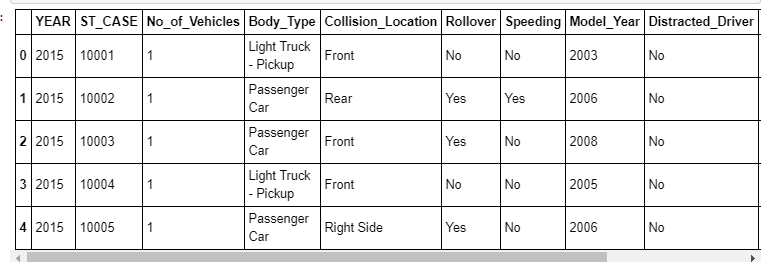 YEAR ST_CASE No_of_Vehicles Body_Type Collision_Location Rollover Speeding Model_Year Distracted_Driver
0 2015 10001 1 Light Truck - Pickup Front No No 2003 No
1 2015 10002 1 Passenger Car Rear Yes Yes 2006 No
2 2015 10003 1 Passenger Car Front Yes No 2008 No
3 2015 10004 1 Light Truck - Pickup Front No No 2005 No
4 2015 10005 1 Passenger Car Right Side Yes No 2006 No